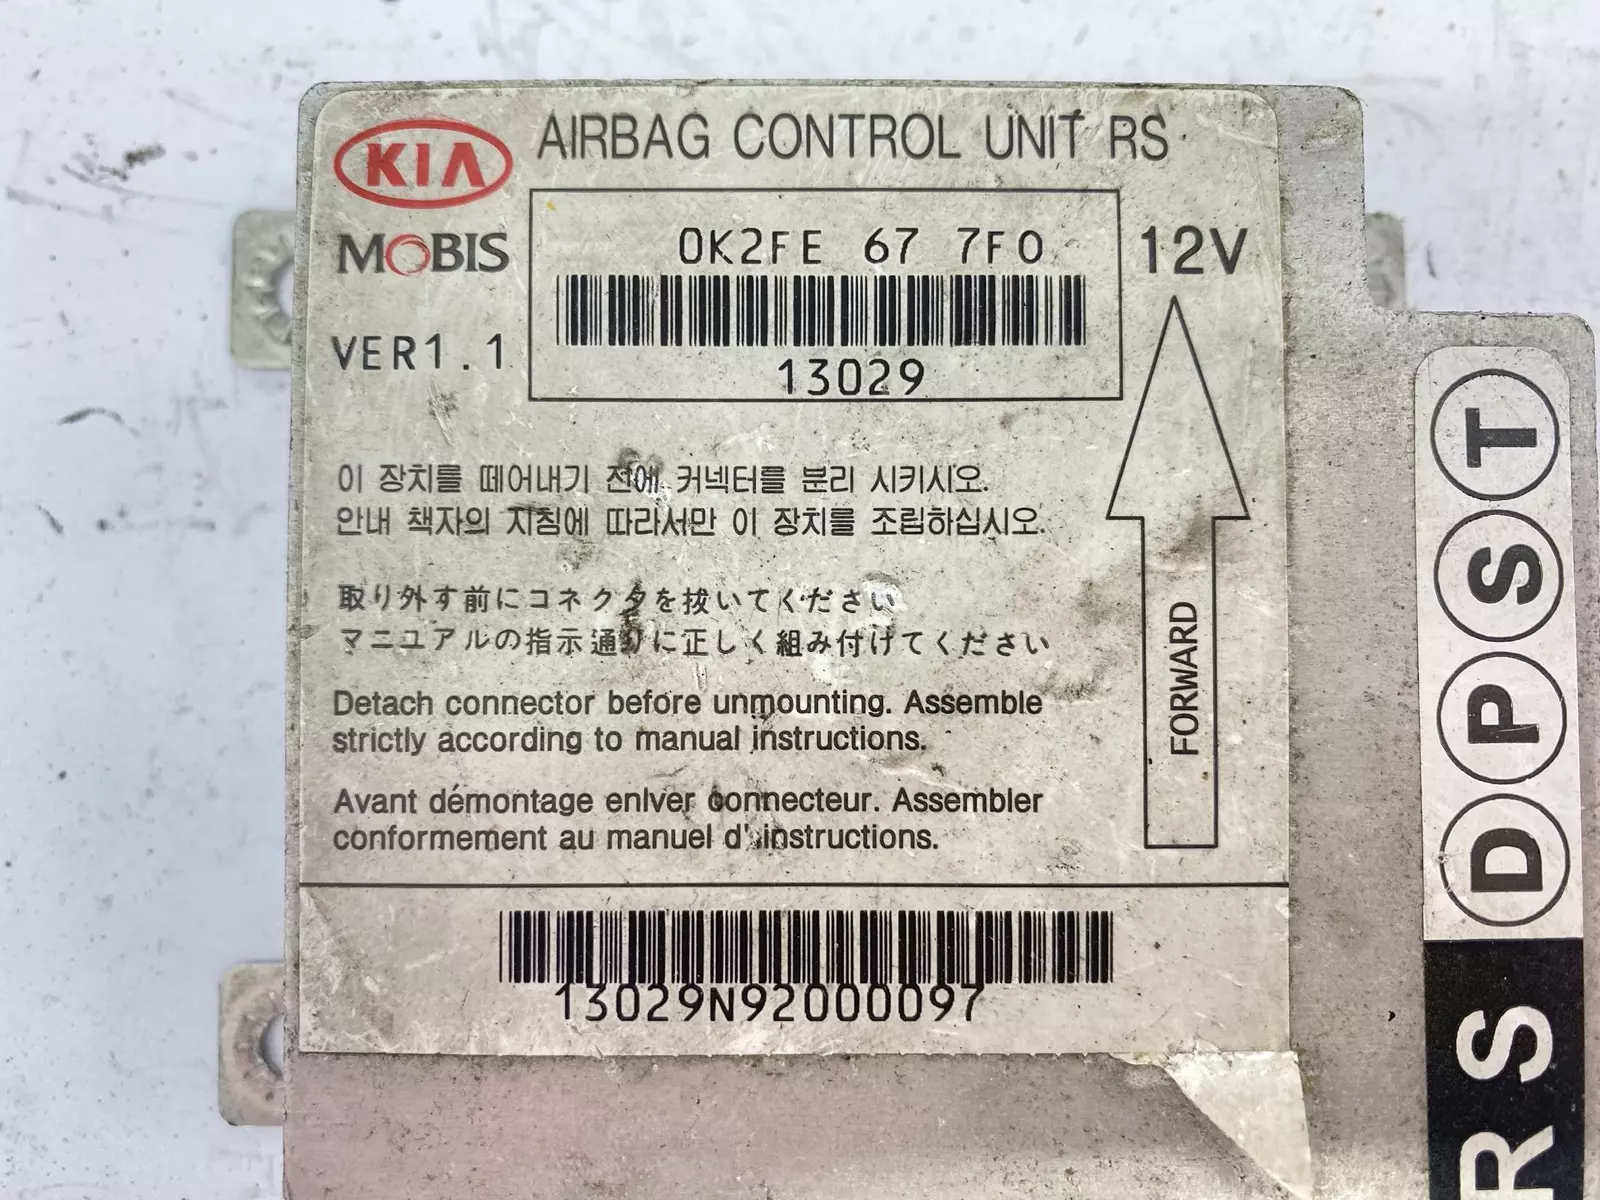 KIA
AIRBAG CONTROL UNIT RS
MOBIS
0K2FE 67 7F0
12V
VER1.1
13029
이 장치를 떼어내기 전에 커넥터를 분리 시키시오.
안내 책자의 지침에 따라서만 이 장치를 조립하십시오.
取り外す前にコネクタを抜いてください
マニュアルの指示通りに正しく組み付けてください
Detach connector before unmounting. Assemble
strictly according to manual instructions.
Avant démontage enlver connecteur. Assembler
conformement au manuel d' instructions.
FORWARD
13029N92000097
D P S T
RS